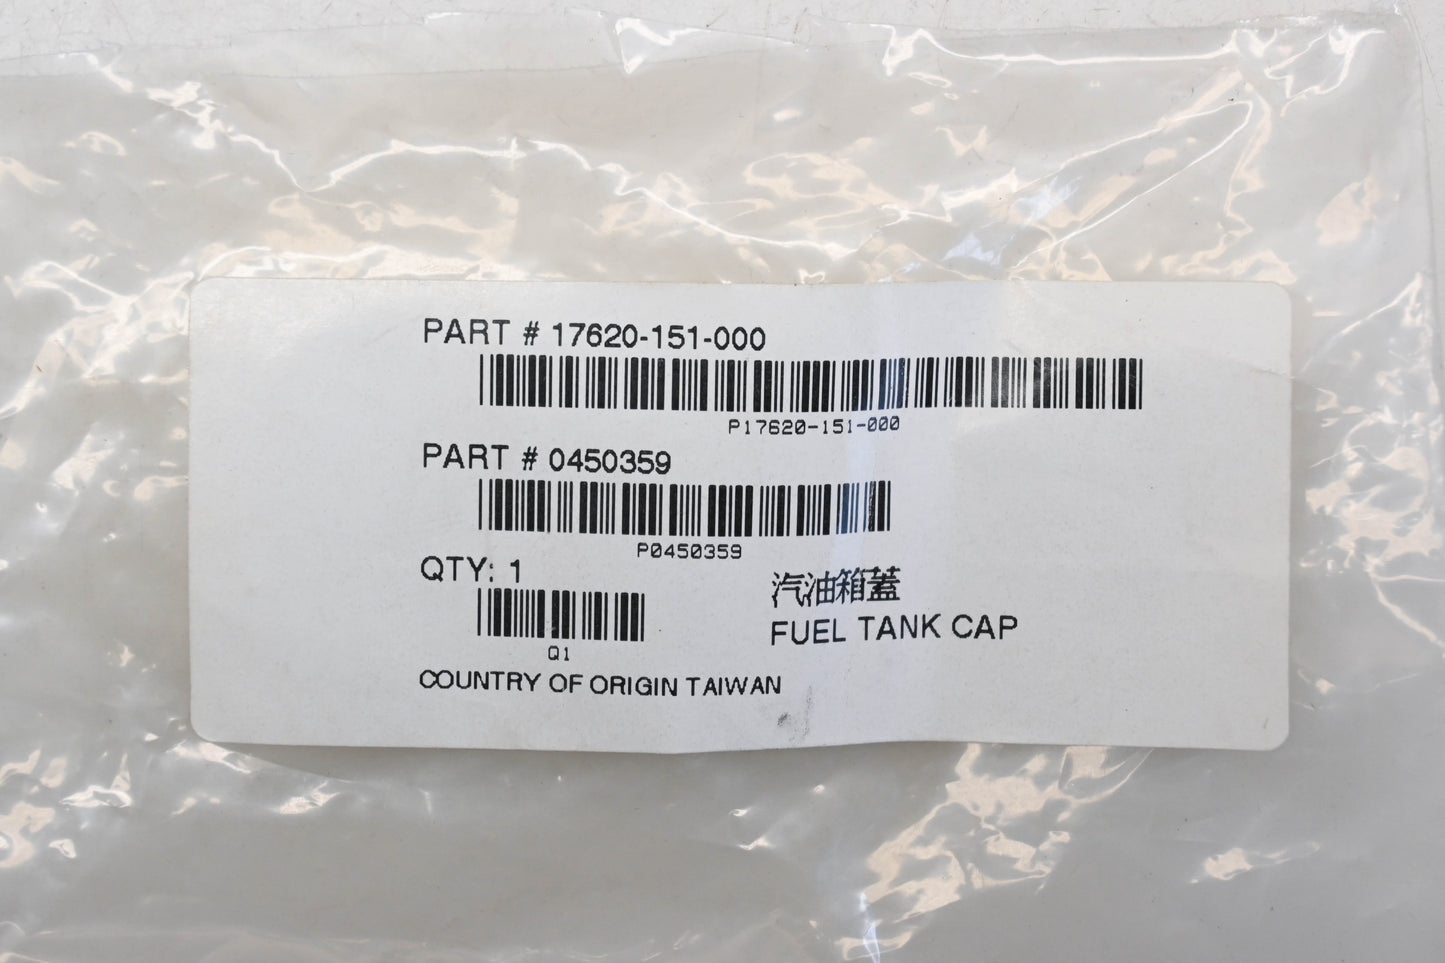 PART # 17620-151-000
P17620-151-000
PART # 0450359
P0450359
QTY: 1
Q1
汽油箱蓋
FUEL TANK CAP
COUNTRY OF ORIGIN TAIWAN